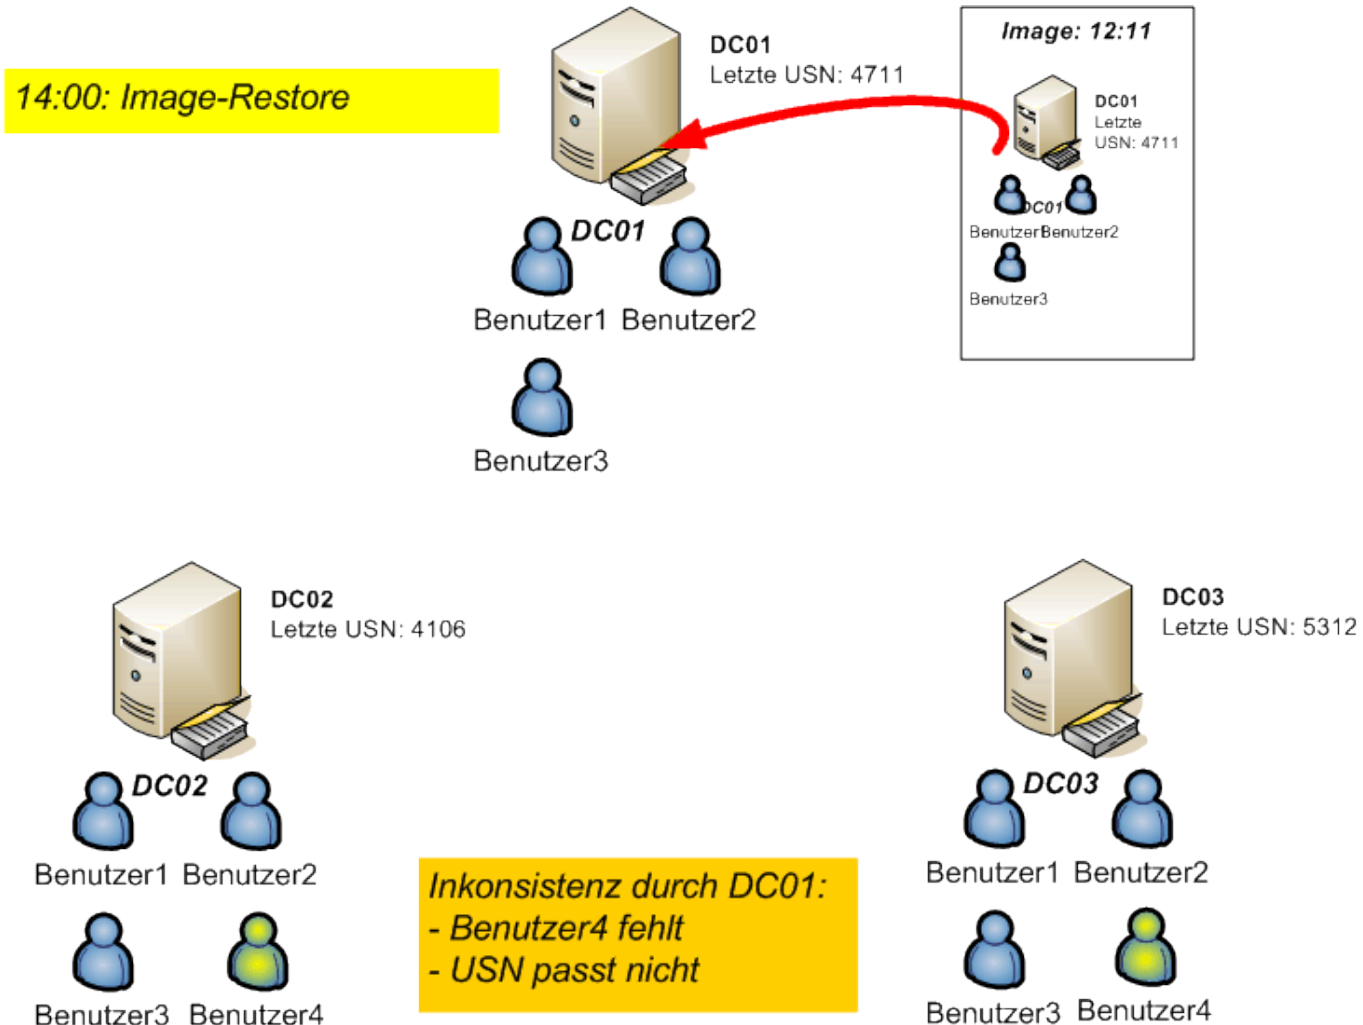 14:00: Image-Restore
DC01
Letzte USN: 4711
Image: 12:11
DC01
Letzte
USN: 4711
DC01
Benutzer1 Benutzer2
Benutzer3
DC01
Benutzer1 Benutzer2
Benutzer3
DC02
Letzte USN: 4106
DC02
Benutzer1 Benutzer2
Benutzer3 Benutzer4
Inkonsistenz durch DC01:
- Benutzer4 fehlt
- USN passt nicht
DC03
Letzte USN: 5312
DC03
Benutzer1 Benutzer2
Benutzer3 Benutzer4